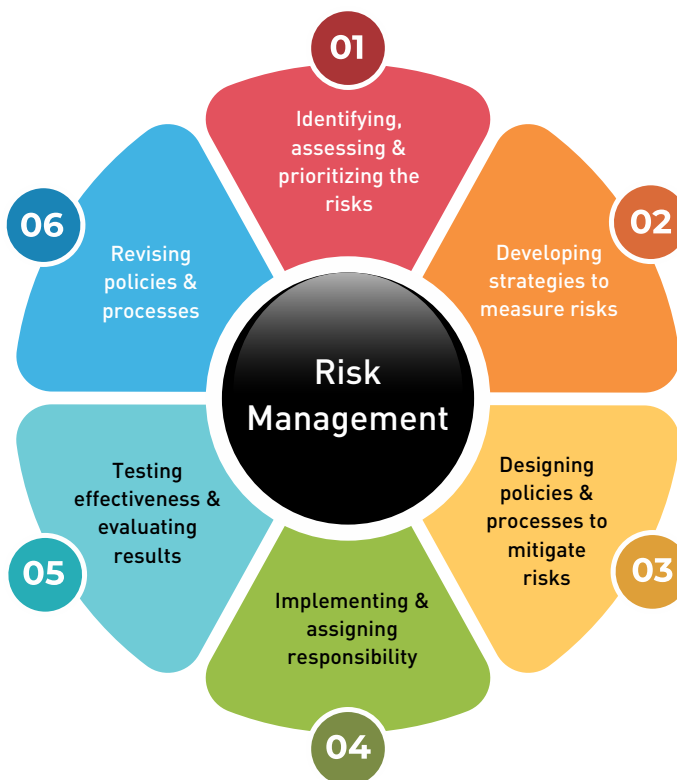 01
Identifying,
assessing &
prioritizing the
risks
02
Developing
strategies to
measure risks
03
Designing
policies &
processes to
mitigate
risks
04
Implementing &
assigning
responsibility
05
Testing
effectiveness &
evaluating
results
06
Revising
policies &
processes
Risk
Management